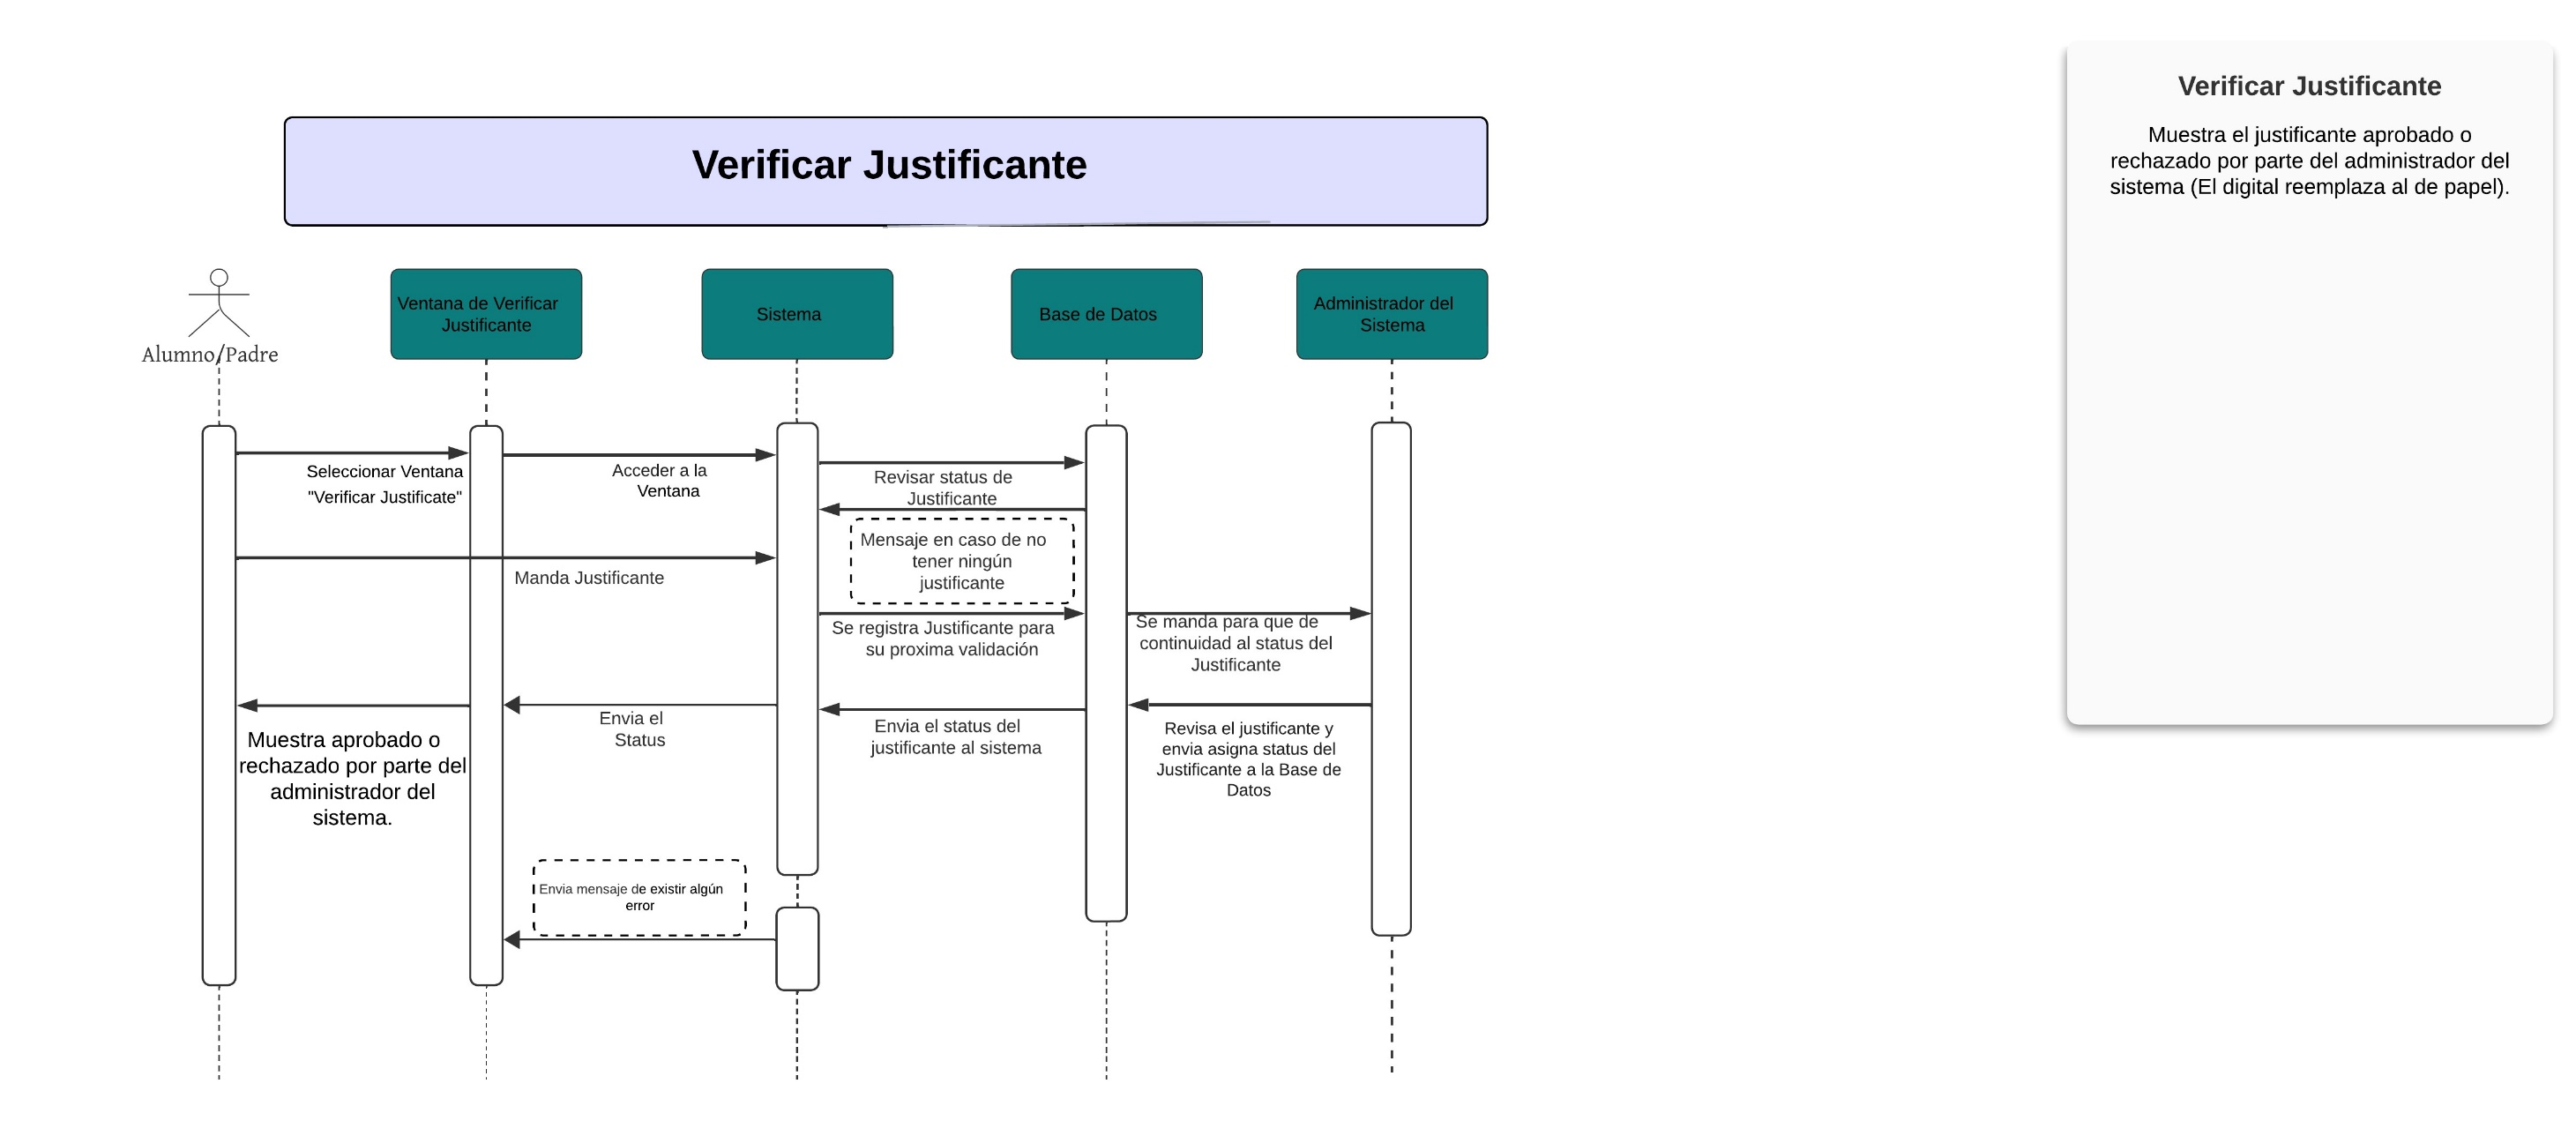 Verificar Justificante
Muestra el justificante aprobado o
rechazado por parte del administrador del
sistema (El digital reemplaza al de papel).
Verificar Justificante
Alumno/Padre
Ventana de Verificar
Justificante
Sistema
Base de Datos
Administrador del
Sistema
Seleccionar Ventana
"Verificar Justificate"
Acceder a la
Ventana
Revisar status de
Justificante
Mensaje en caso de no
tener ningún
justificante
Manda Justificante
Se registra Justificante para
su proxima validación
Se manda para que de
continuidad al status del
Justificante
Muestra aprobado o
rechazado por parte del
administrador del
sistema.
Envia el
Status
Envia el status del
justificante al sistema
Revisa el justificante y
envia asigna status del
Justificante a la Base de
Datos
Envia mensaje de existir algún
error